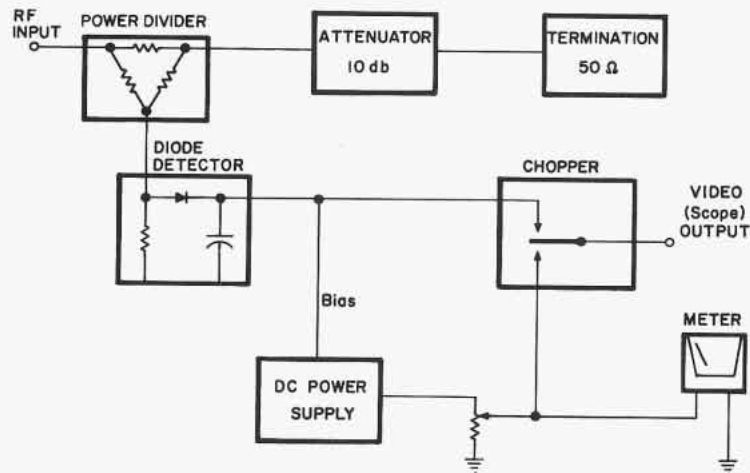 RF
INPUT
POWER DIVIDER
ATTENUATOR
10 db
TERMINATION
50 Ω
DIODE
DETECTOR
CHOPPER
VIDEO
(Scope)
OUTPUT
Bias
METER
DC POWER
SUPPLY